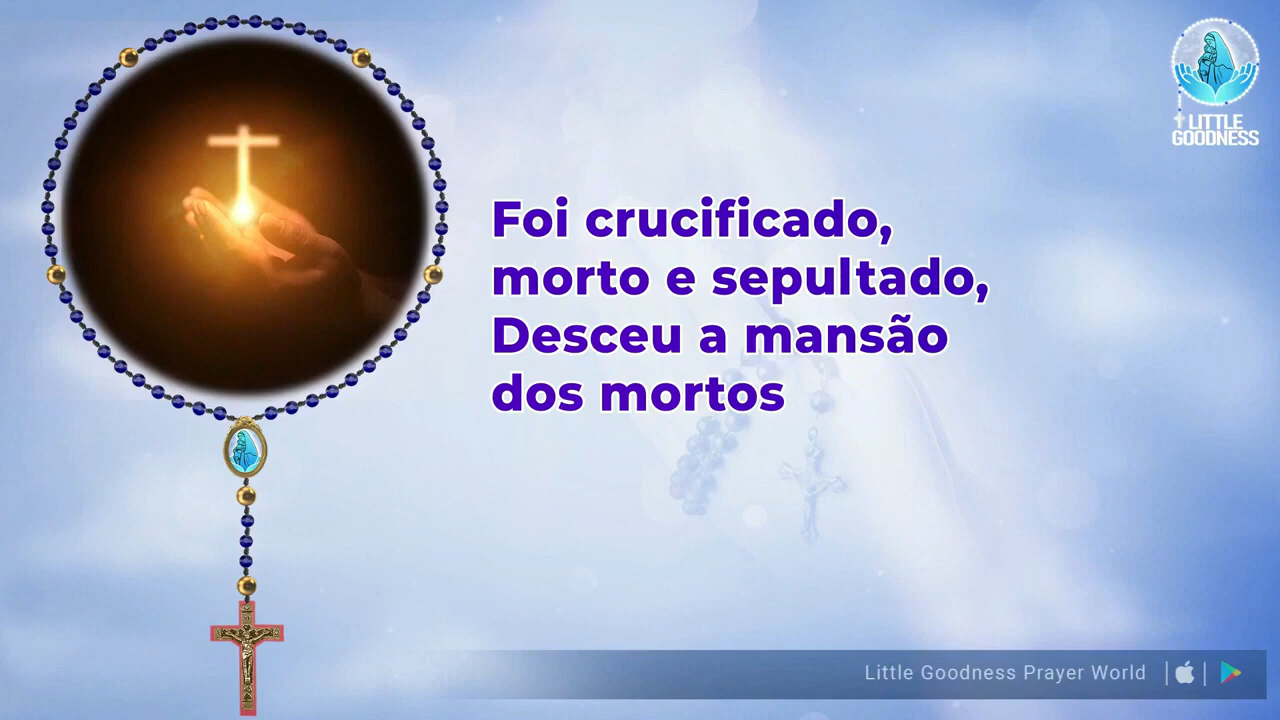 LITTLE
GOODNESS
Foi crucificado,
morto e sepultado,
Desceu a mansão
dos mortos
Little Goodness Prayer World